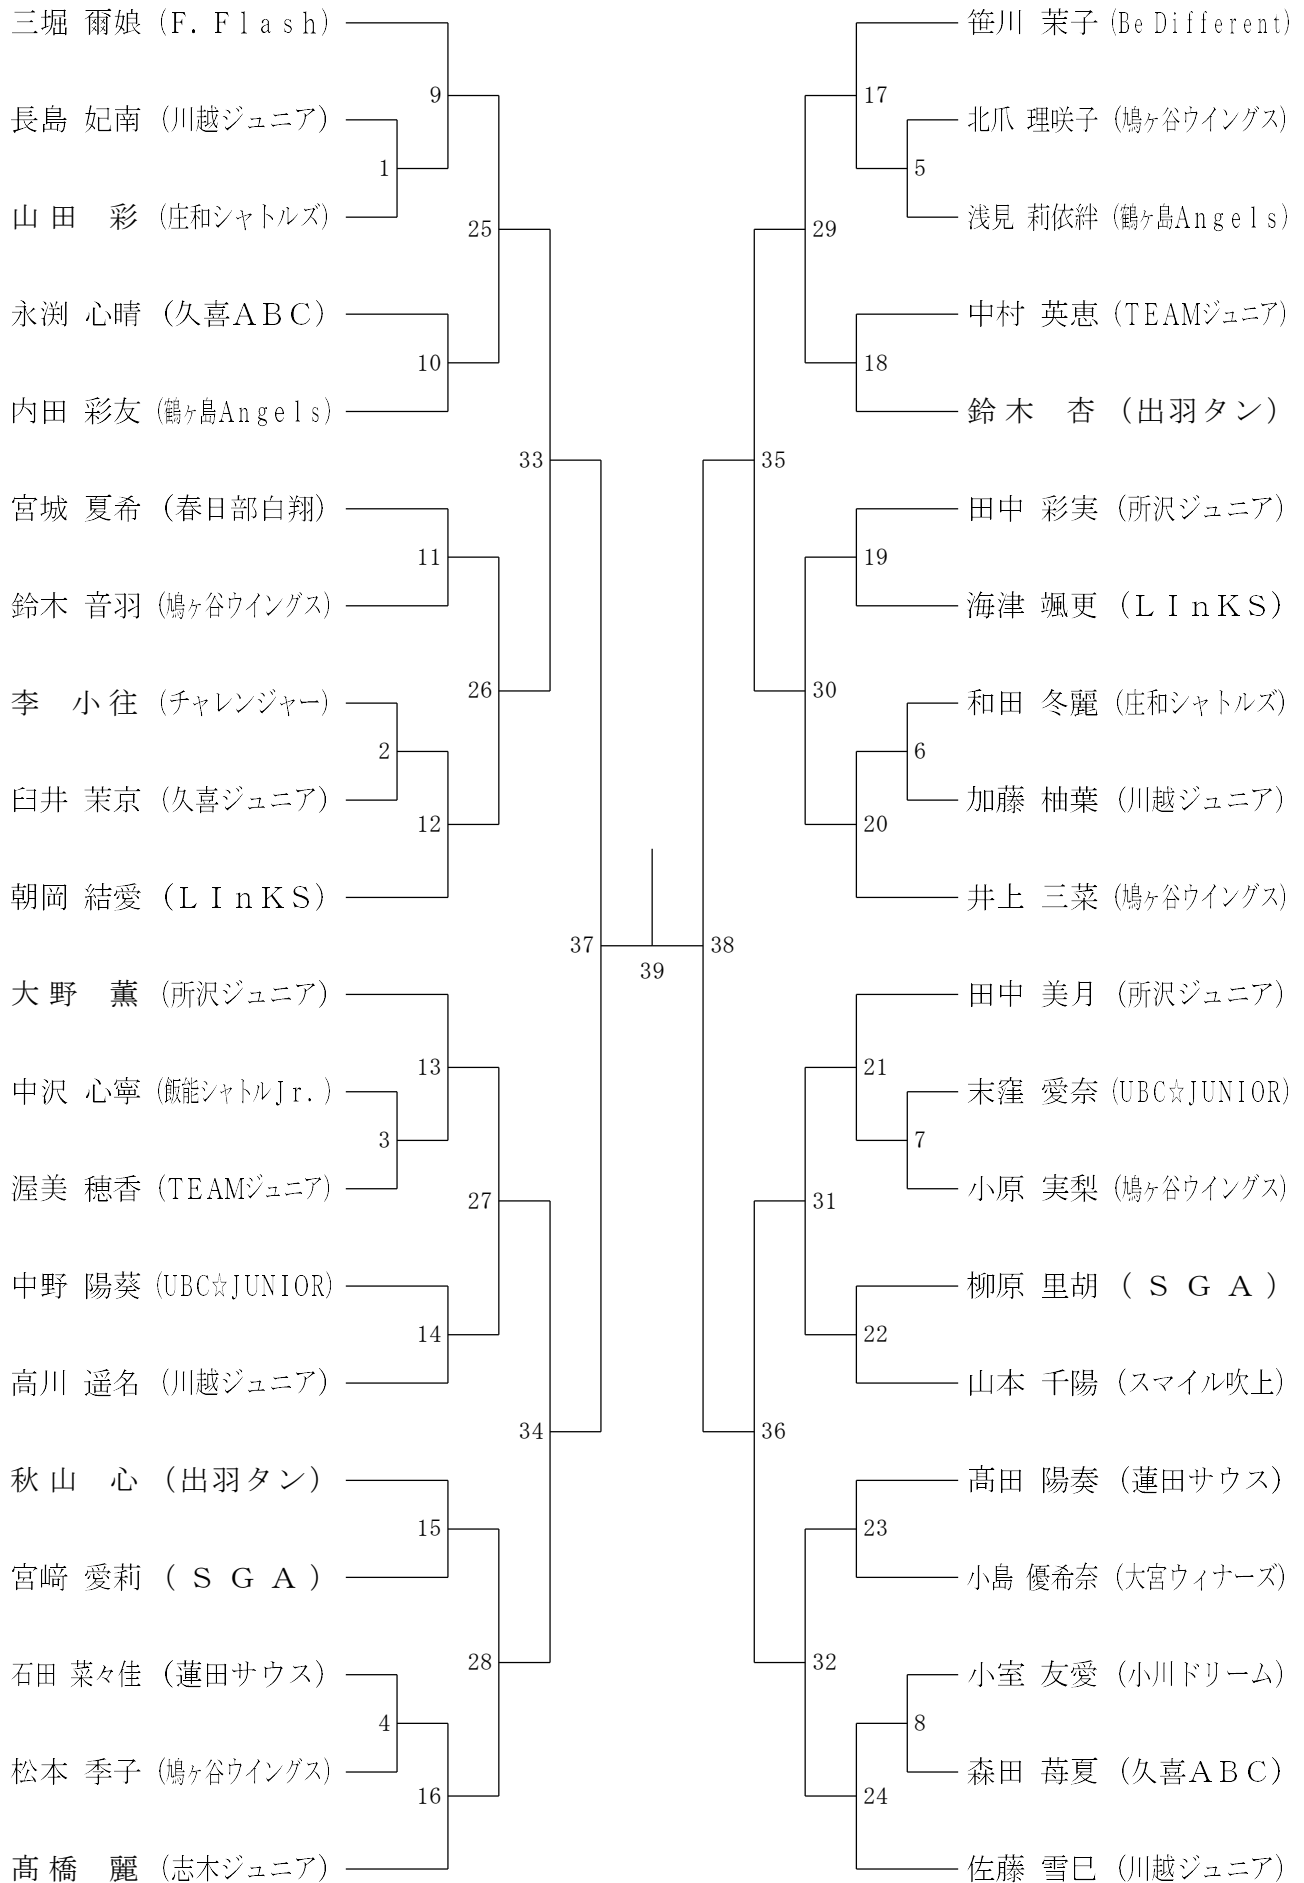 三堀 爾娘 (F. Flash)
長島 妃南 (川越ジュニア)
山田 彩 (庄和シャトルズ)
永渕 心晴 (久喜ABC)
内田 彩友 (鶴ヶ島Angels)
宮城 夏希 (春日部白翔)
鈴木 音羽 (鳩ヶ谷ウイングス)
李 小往 (チャレンジャー)
臼井 茉京 (久喜ジュニア)
朝岡 結愛 (LInKS)
大野 薫 (所沢ジュニア)
中沢 心寧 (飯能シャトルJr.)
渥美 穂香 (TEAMジュニア)
中野 陽葵 (UBC☆JUNIOR)
高川 遥名 (川越ジュニア)
秋山 心 (出羽タン)
宮﨑 愛莉 (SGA)
石田 菜々佳 (蓮田サウス)
松本 季子 (鳩ヶ谷ウイングス)
髙橋 麗 (志木ジュニア)
1
2
3
4
9
10
11
12
13
14
15
16
25
26
27
28
33
34
37
39
38
35
36
29
30
31
32
17
18
19
20
21
22
23
24
5
6
7
8
笹川 茉子 (Be Different)
北爪 理咲子 (鳩ヶ谷ウイングス)
浅見 莉依絆 (鶴ヶ島Angels)
中村 英恵 (TEAMジュニア)
鈴木 杏 (出羽タン)
田中 彩実 (所沢ジュニア)
海津 颯更 (LInKS)
和田 冬麗 (庄和シャトルズ)
加藤 柚葉 (川越ジュニア)
井上 三菜 (鳩ヶ谷ウイングス)
田中 美月 (所沢ジュニア)
末窪 愛奈 (UBC☆JUNIOR)
小原 実梨 (鳩ヶ谷ウイングス)
柳原 里胡 (SGA)
山本 千陽 (スマイル吹上)
髙田 陽奏 (蓮田サウス)
小島 優希奈 (大宮ウィナーズ)
小室 友愛 (小川ドリーム)
森田 苺夏 (久喜ABC)
佐藤 雪巳 (川越ジュニア)